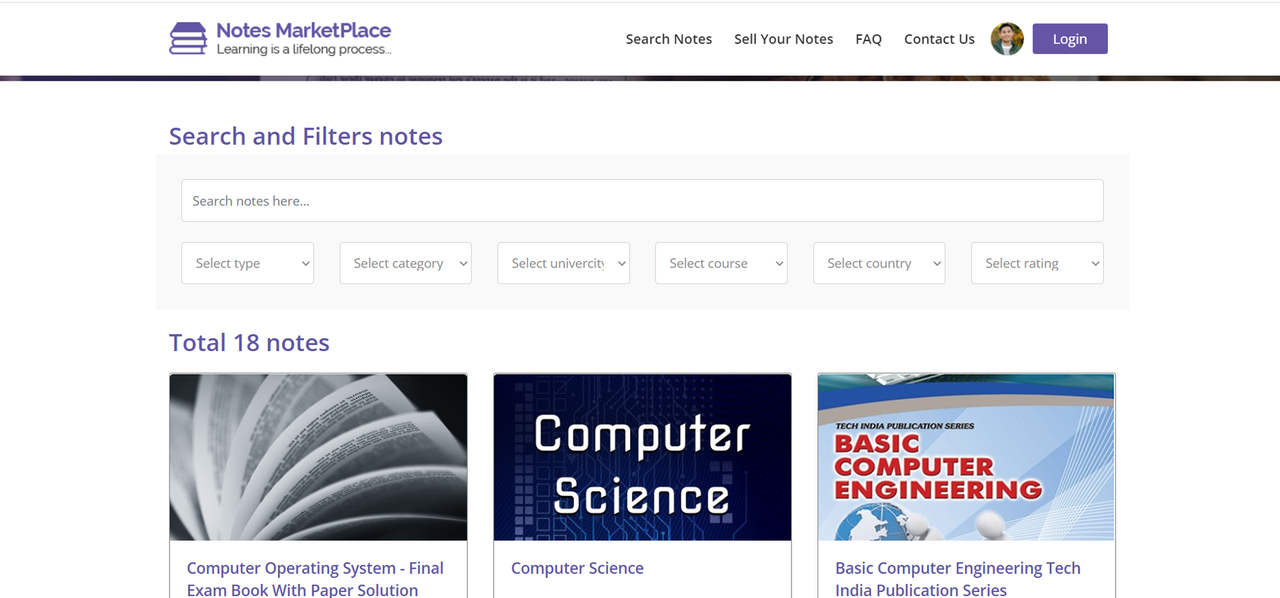 Notes MarketPlace
Learning is a lifelong process...
Search Notes Sell Your Notes FAQ Contact Us Login
Search and Filters notes
Search notes here...
Select type Select category Select univercity Select course Select country Select rating
Total 18 notes
Computer
Science
TECH INDIA PUBLICATION SERIES
BASIC
COMPUTER
ENGINEERING
Computer Operating System - Final
Exam Book With Paper Solution
Computer Science
Basic Computer Engineering Tech
India Publication Series